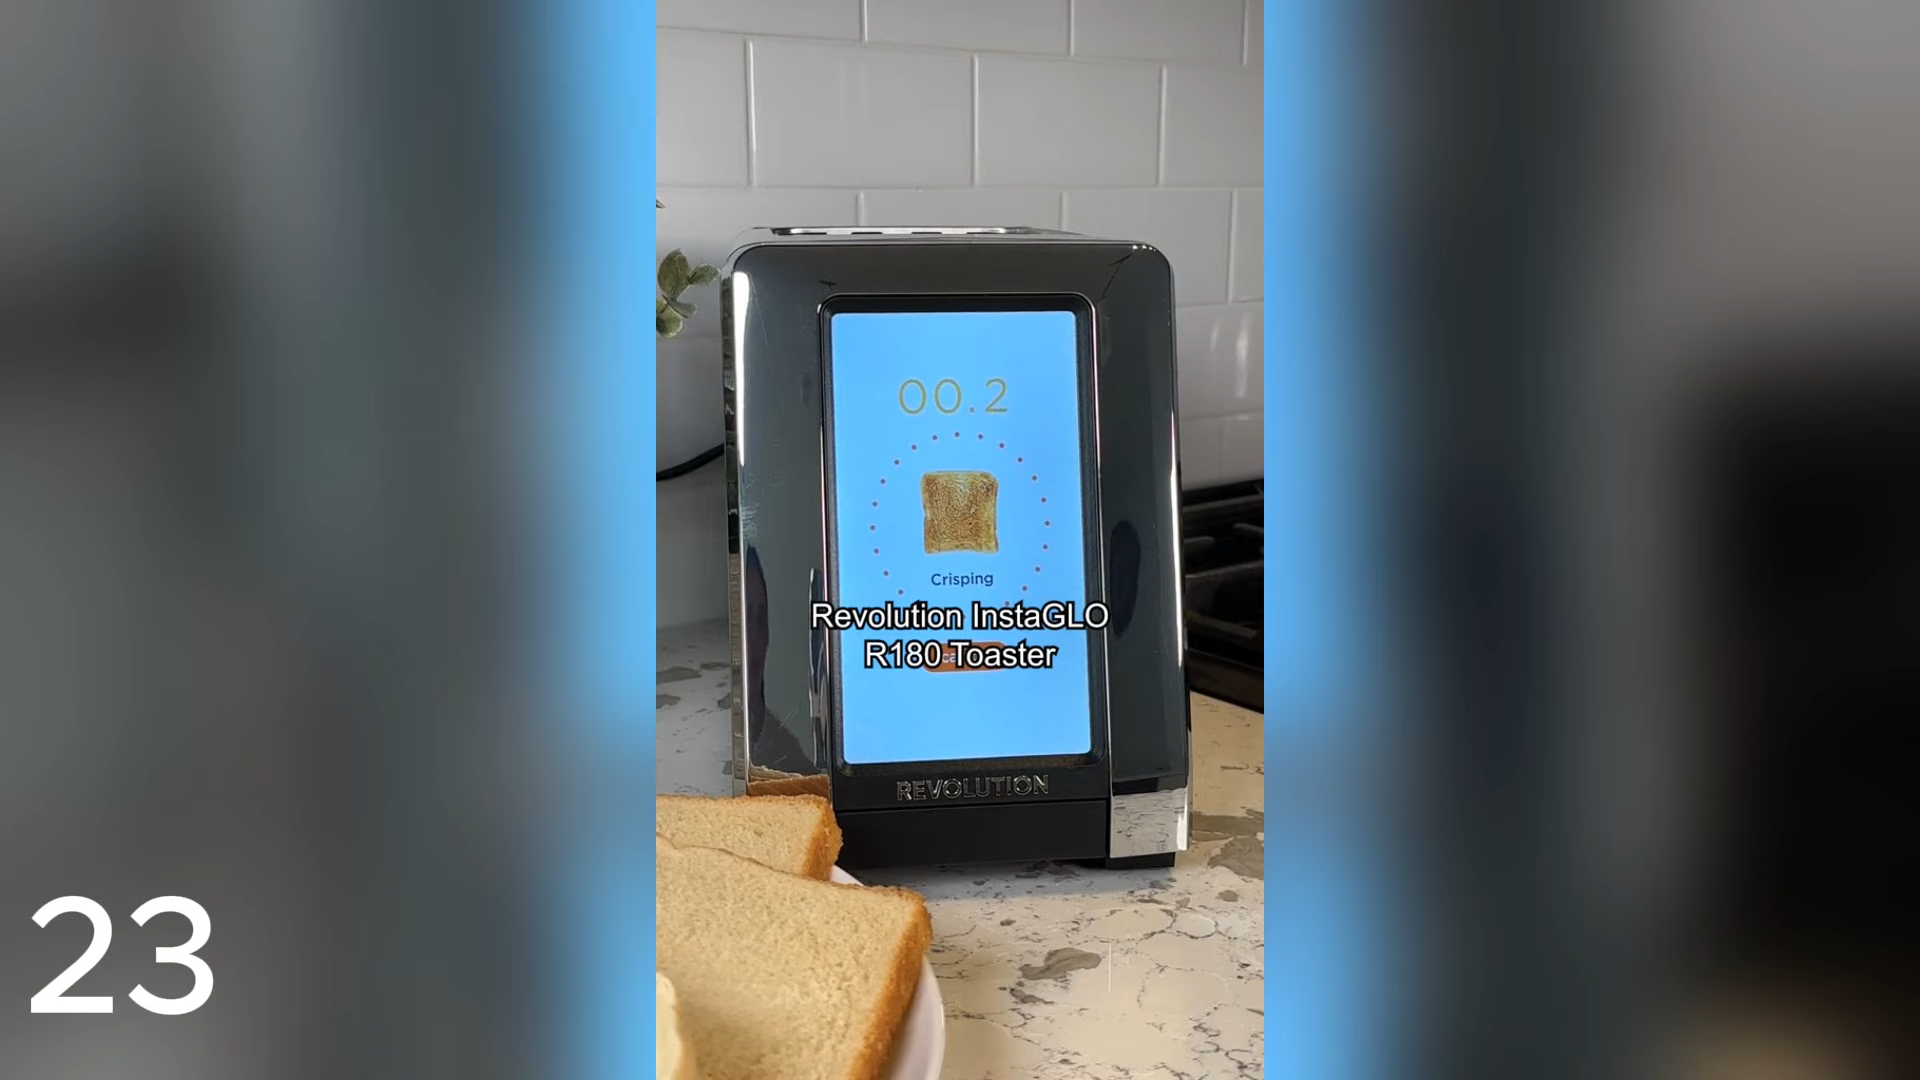 00.2
Crisping
Revolution InstaGLO
R180 Toaster
REVOLUTION
23